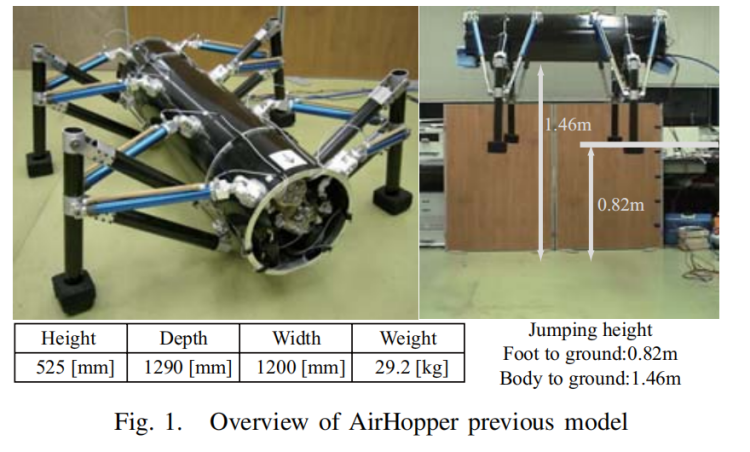 1.46m
0.82m
Height Depth Width Weight
525 [mm] 1290 [mm] 1200 [mm] 29.2 [kg]
Jumping height
Foot to ground:0.82m
Body to ground:1.46m
Fig. 1. Overview of AirHopper previous model